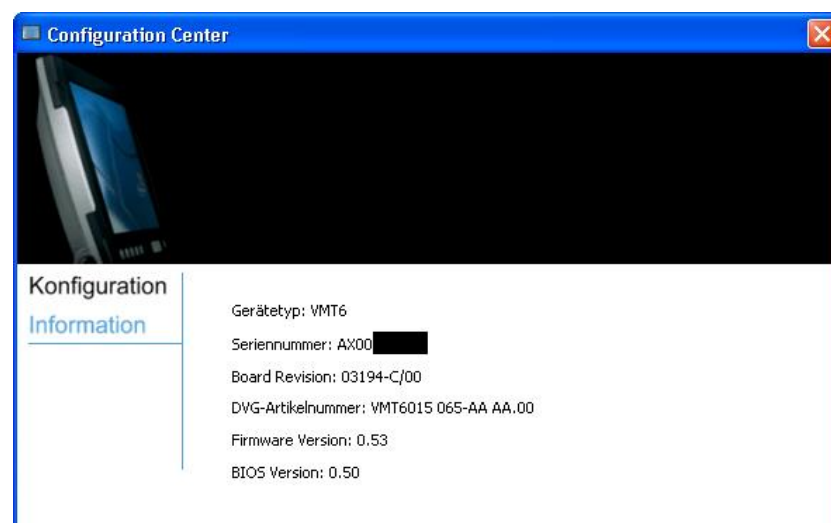 Configuration Center
Konfiguration
Information
Gerätetyp: VMT6
Seriennummer: AX00
Board Revision: 03194-C/00
DVG-Artikelnummer: VMT6015 065-AA AA.00
Firmware Version: 0.53
BIOS Version: 0.50